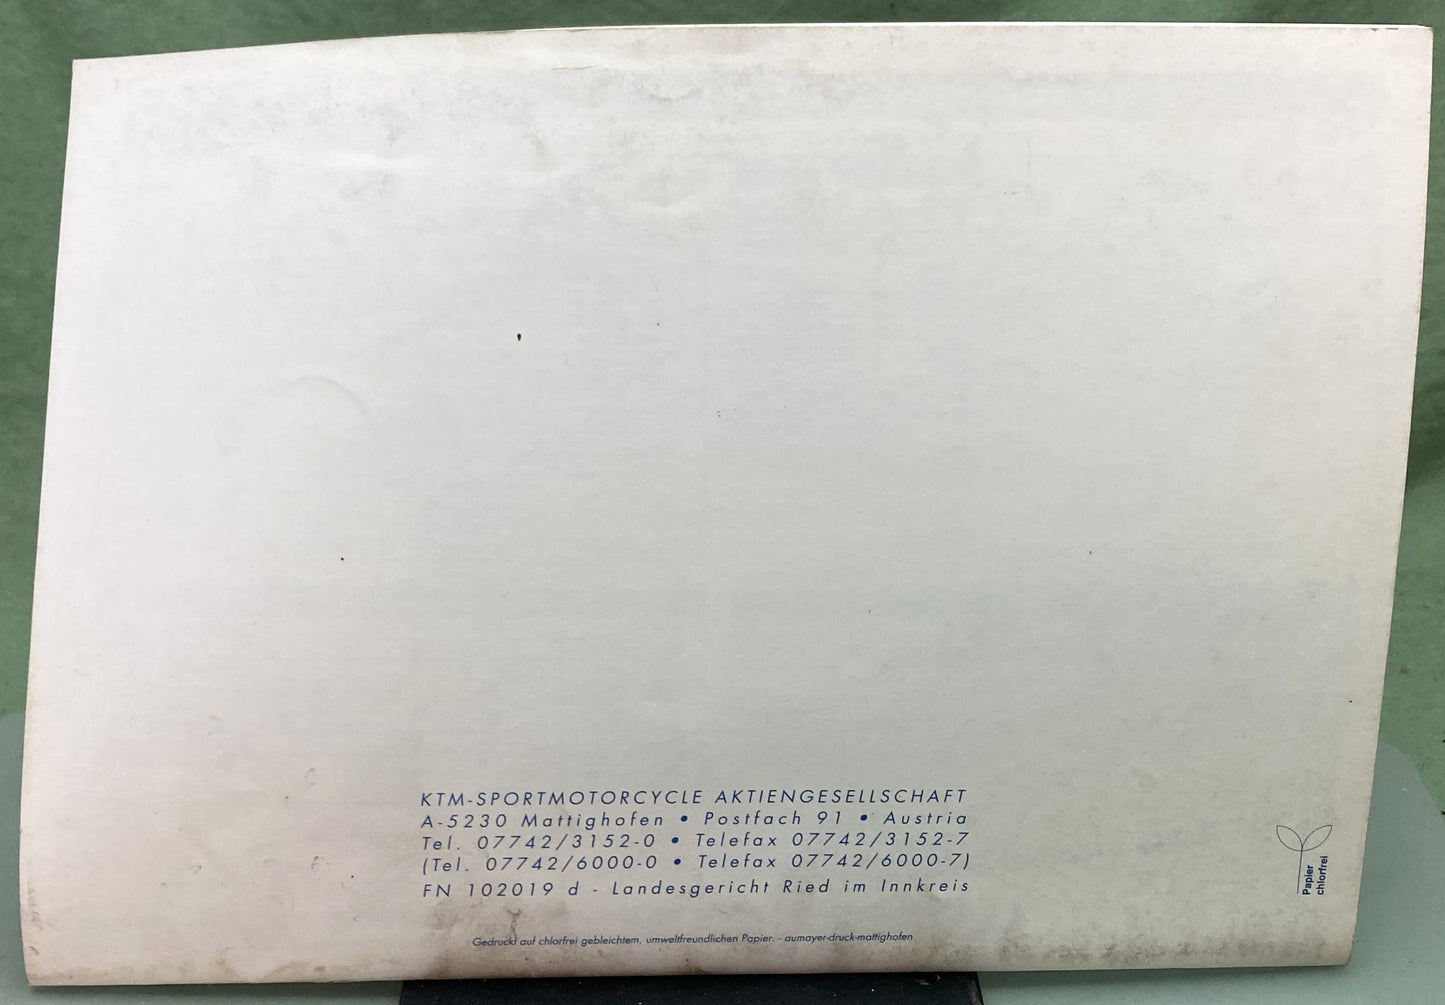 KTM-SPORTMOTORCYCLE AKTIENGESELLSCHAFT
A-5230 Mattighofen • Postfach 91 • Austria
Tel. 07742/3152-0 • Telefax 07742/3152-7
(Tel. 07742/6000-0 • Telefax 07742/6000-7)
FN 102019 d - Landesgericht Ried im Innkreis
Gedruckt auf chlorfrei gebleichtem, umweltfreundlichen Papier. - aumayer-druck-mattighofen
Papier
chlorfrei